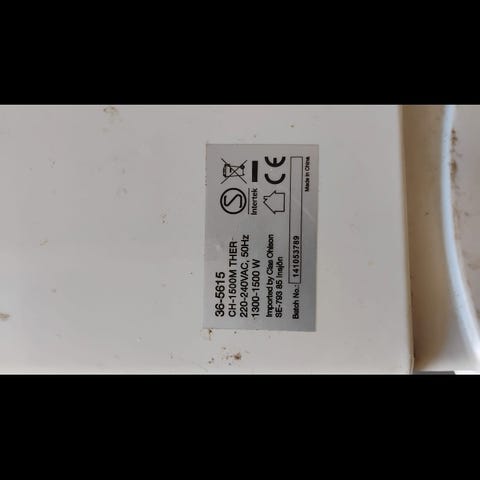 36-5615
CH-1500M THER
220-240VAC, 50Hz
1300-1500 W
Imported by Clas Ohlson
SE-793 85 Insjön
Batch No.: 141053789
S
Intertek
CE
Made in China